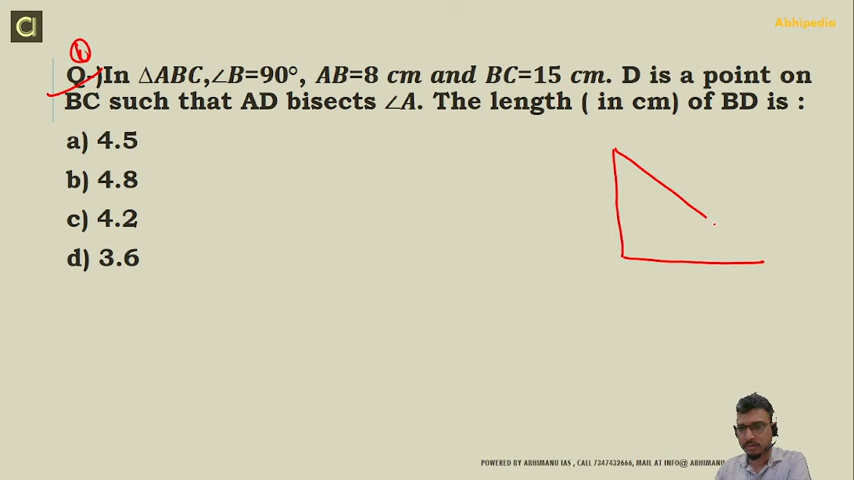 Abhipedia
Q-)In ΔABC,∠B=90°, AB=8 cm and BC=15 cm. D is a point on
BC such that AD bisects ∠A. The length ( in cm) of BD is :
a) 4.5
b) 4.8
c) 4.2
d) 3.6
POWERED BY ABHIMANU IAS , CALL 7347432666, MAIL AT INFO@ ABHIMANU